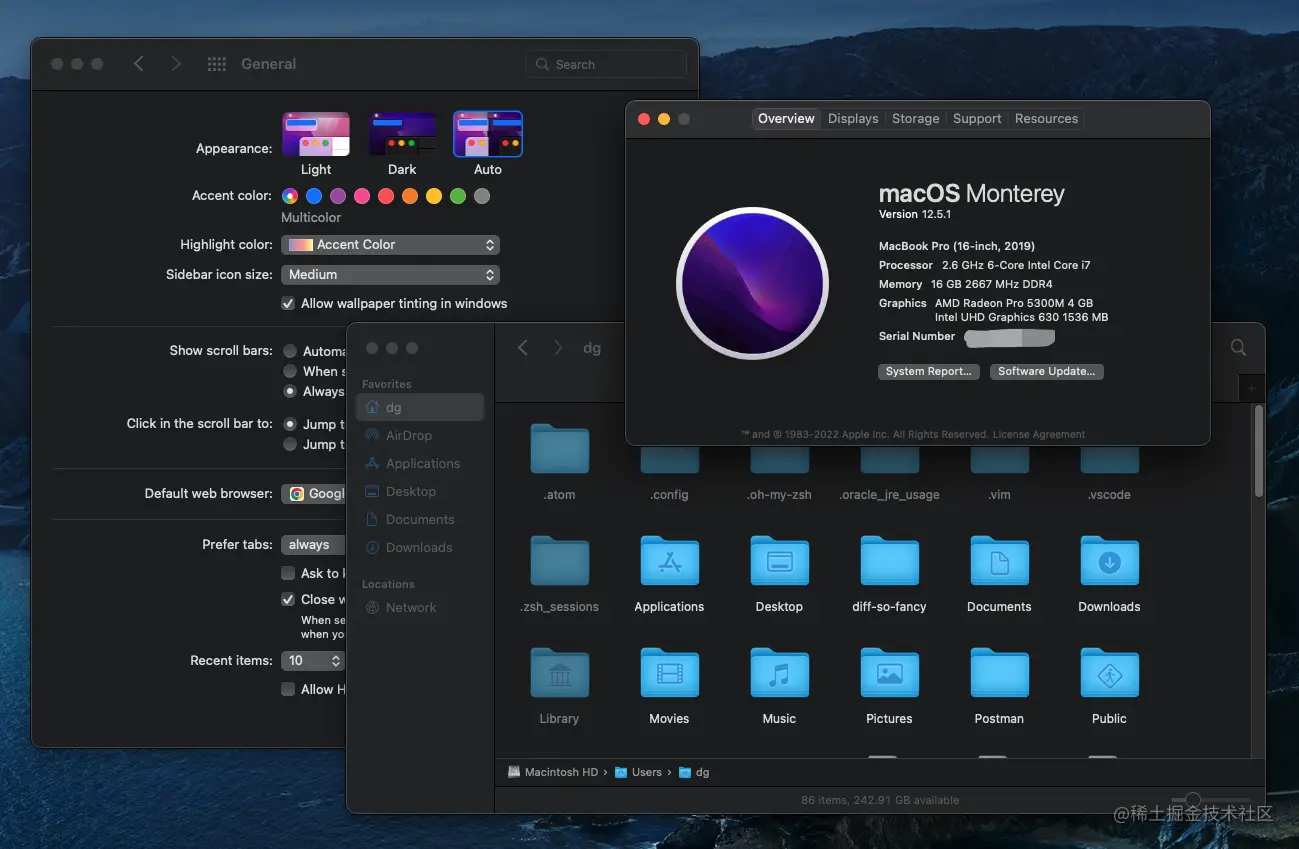 General
Search
Appearance:
Light
Dark
Auto
Accent color:
Multicolor
Highlight color:
Accent Color
Sidebar icon size:
Medium
Allow wallpaper tinting in windows
Show scroll bars:
Always
Click in the scroll bar to:
Jump
Jump
Default web browser:
Prefer tabs:
always
Ask to
Close
Recent items:
10
Allow
Overview
Displays
Storage
Support
Resources
macOS Monterey
Version 12.5.1
MacBook Pro (16-inch, 2019)
Processor 2.6 GHz 6-Core Intel Core i7
Memory 16 GB 2667 MHz DDR4
Graphics AMD Radeon Pro 5300M 4 GB
Intel UHD Graphics 630 1536 MB
Serial Number
System Report...
Software Update...
™ and © 1983-2022 Apple Inc. All Rights Reserved. License Agreement
dg
Favorites
dg
AirDrop
Applications
Desktop
Documents
Downloads
Locations
Network
.atom
.config
.oh-my-zsh
.oracle_jre_usage
.vim
.vscode
.zsh_sessions
Applications
Desktop
diff-so-fancy
Documents
Downloads
Library
Movies
Music
Pictures
Postman
Public
Macintosh HD › Users › dg
86 items, 242.91 GB available
@稀土掘金技术社区